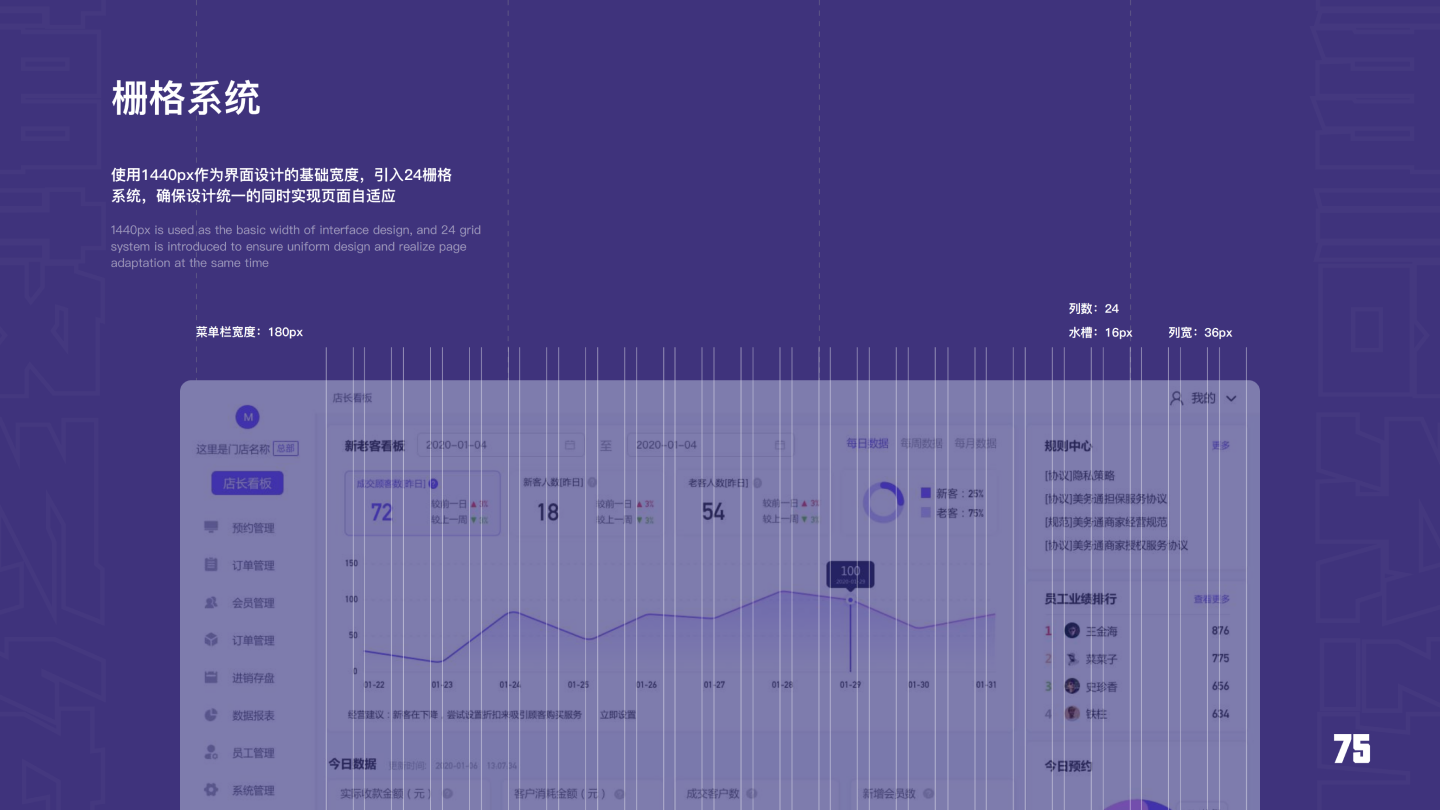 栅格系统
使用1440px作为界面设计的基础宽度，引入24栅格
系统，确保设计统一的同时实现页面自适应
1440px is used as the basic width of interface design, and 24 grid
system is introduced to ensure uniform design and realize page
adaptation at the same time
列数：24
菜单栏宽度：180px
水槽：16px
列宽：36px
店长看板
我的
M
这里是门店名称 总部
店长看板
预约管理
订单管理
会员管理
订单管理
进销存盘
数据报表
员工管理
系统管理
新老客看板
2020-01-04
至
2020-01-04
每日数据
每周数据
每月数据
成交顾客数[昨日]
72
较前一日 ▲ 3%
较上一周 ▼ 3%
新客人数[昨日]
18
较前一日 ▲ 3%
较上一周 ▼ 3%
老客人数[昨日]
54
较前一日 ▲ 3%
较上一周 ▼ 3%
新客：25%
老客：75%
150
100
50
0
100
01-22
01-23
01-24
01-25
01-26
01-27
01-28
01-29
01-30
01-31
经营建议：新客在下降，尝试设置折扣来吸引顾客购买服务
立即设置
规则中心
更多
[协议]隐私策略
[协议]美务通担保服务协议
[规范]美务通商家经营规范
[协议]美务通商家授权服务协议
员工业绩排行
查看更多
1 王金海 876
2 菜菜子 775
3 656
4 铁柱 634
今日预约
今日数据
更新时间：2020-01-06 13:07:34
实际收款金额（元）
客户消耗金额（元）
成交客户数
新增会员数
75